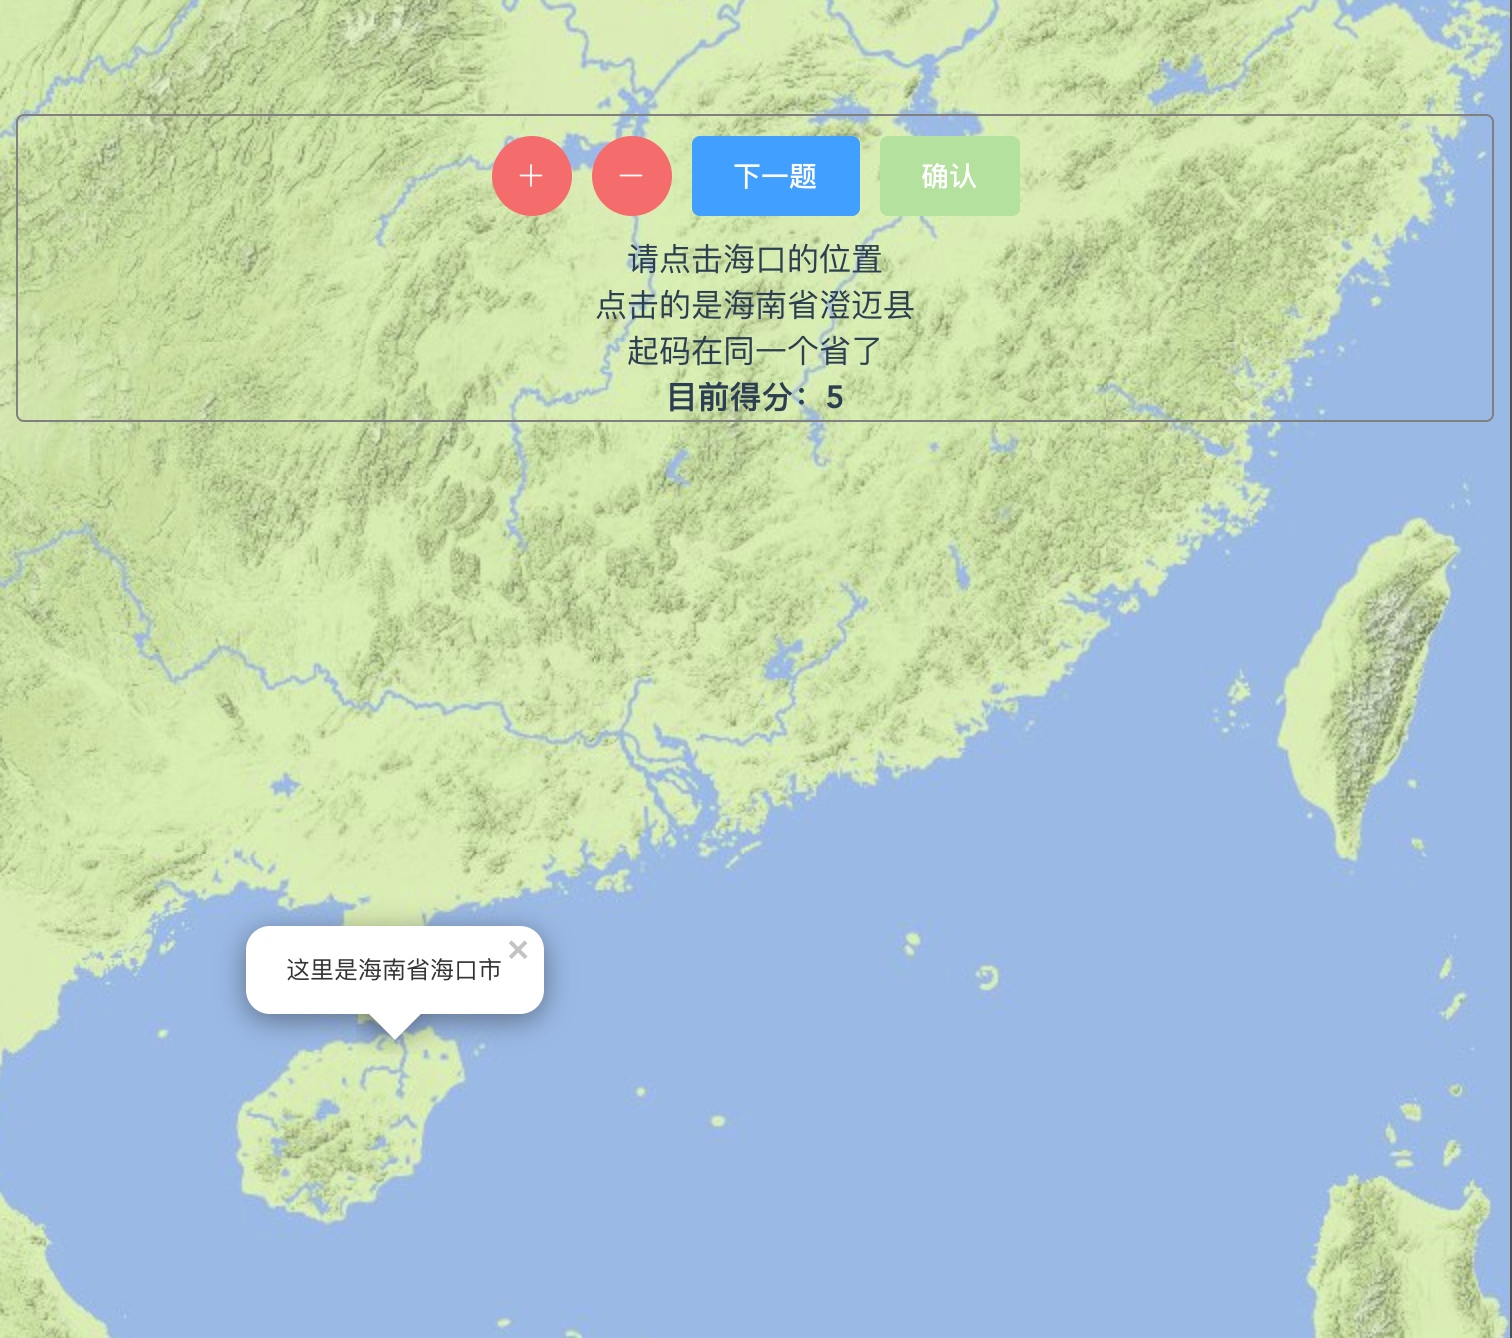 +
−
下一题
确认
请点击海口的位置
点击的是海南省澄迈县
起码在同一个省了
目前得分：5
这里是海南省海口市
×